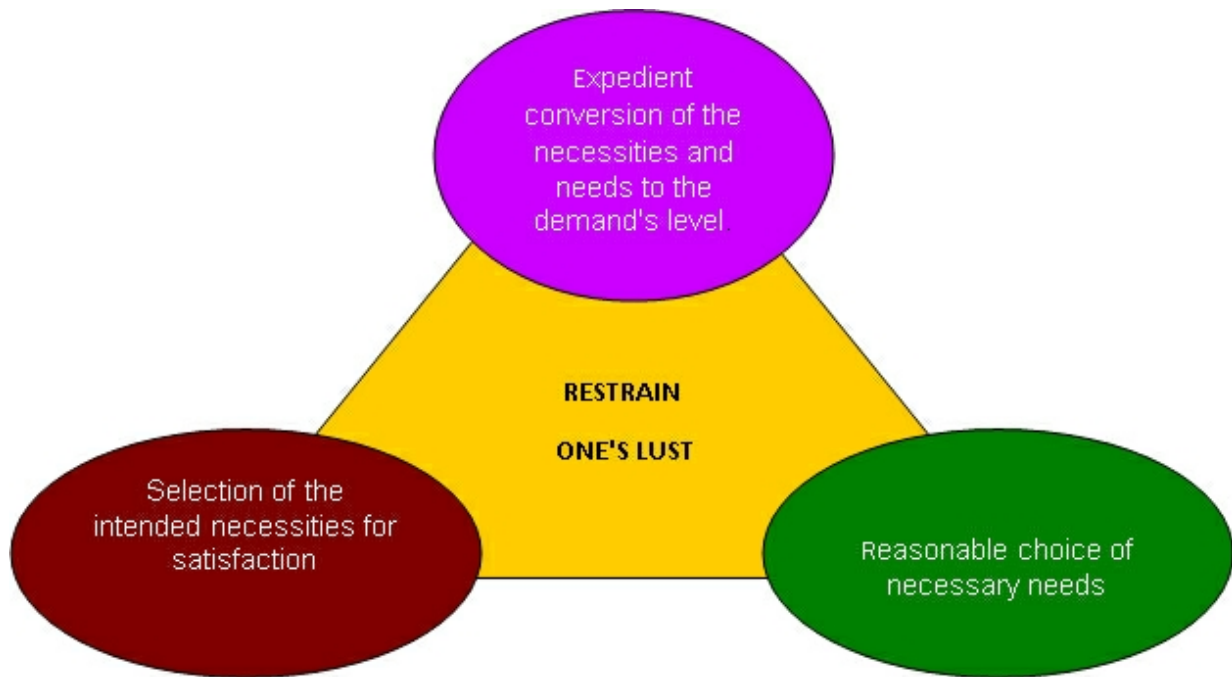 Expedient
conversion of the
necessities and
needs to the
demand's level.
RESTRAIN
ONE'S LUST
Selection of the
intended necessities for
satisfaction
Reasonable choice of
necessary needs